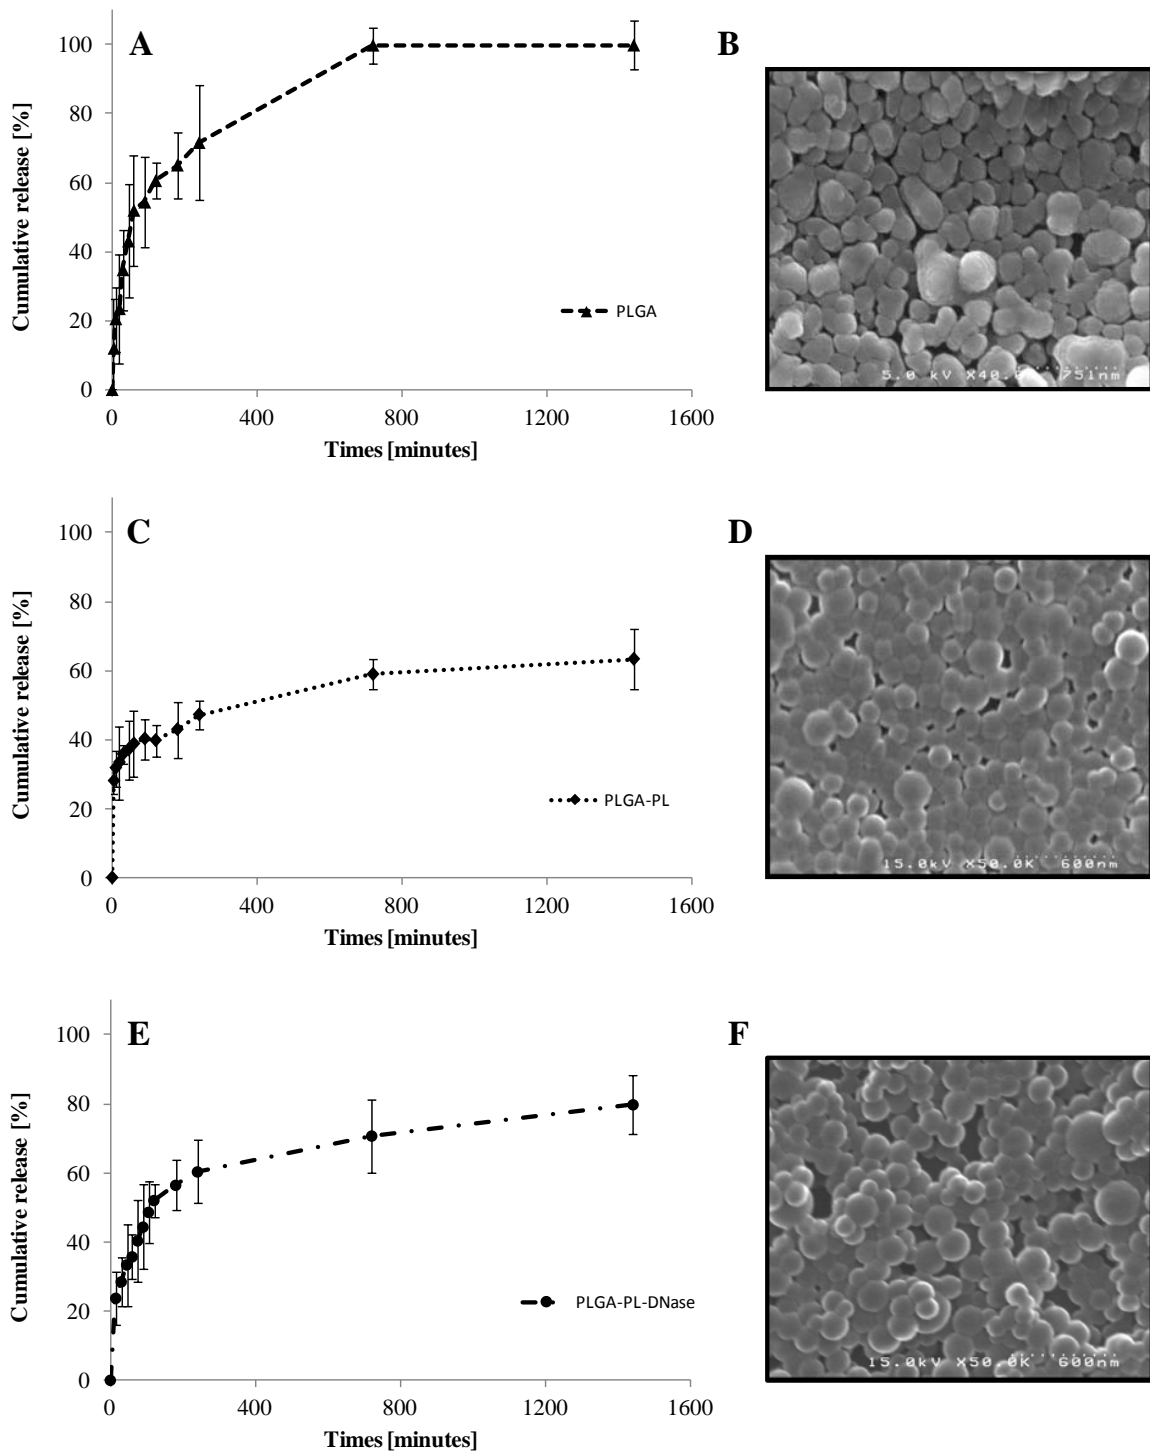 A
B
100
80
60
40
20
0
Cumulative release [%]
PLGA
0 400 800 1200 1600
Times [minutes]
5.0 kV X40. 751nm
C
D
100
80
60
40
20
0
Cumulative release [%]
PLGA-PL
0 400 800 1200 1600
Times [minutes]
15.0kV X50.0K 600nm
E
F
100
80
60
40
20
0
Cumulative release [%]
PLGA-PL-DNase
0 400 800 1200 1600
Times [minutes]
15.0kV X50.0K 600nm